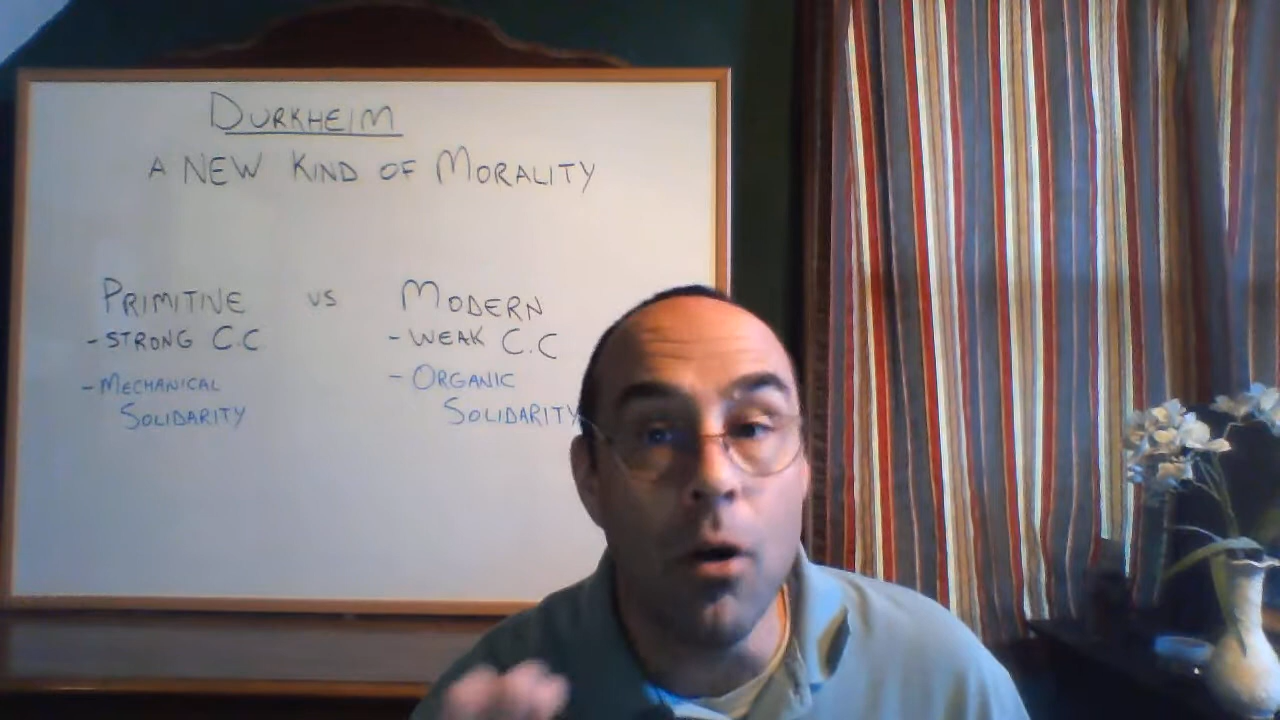 DURKHEIM
A NEW KIND OF MORALITY
PRIMITIVE VS MODERN
- STRONG C.C - WEAK C.C
- MECHANICAL - ORGANIC
SOLIDARITY SOLIDARITY